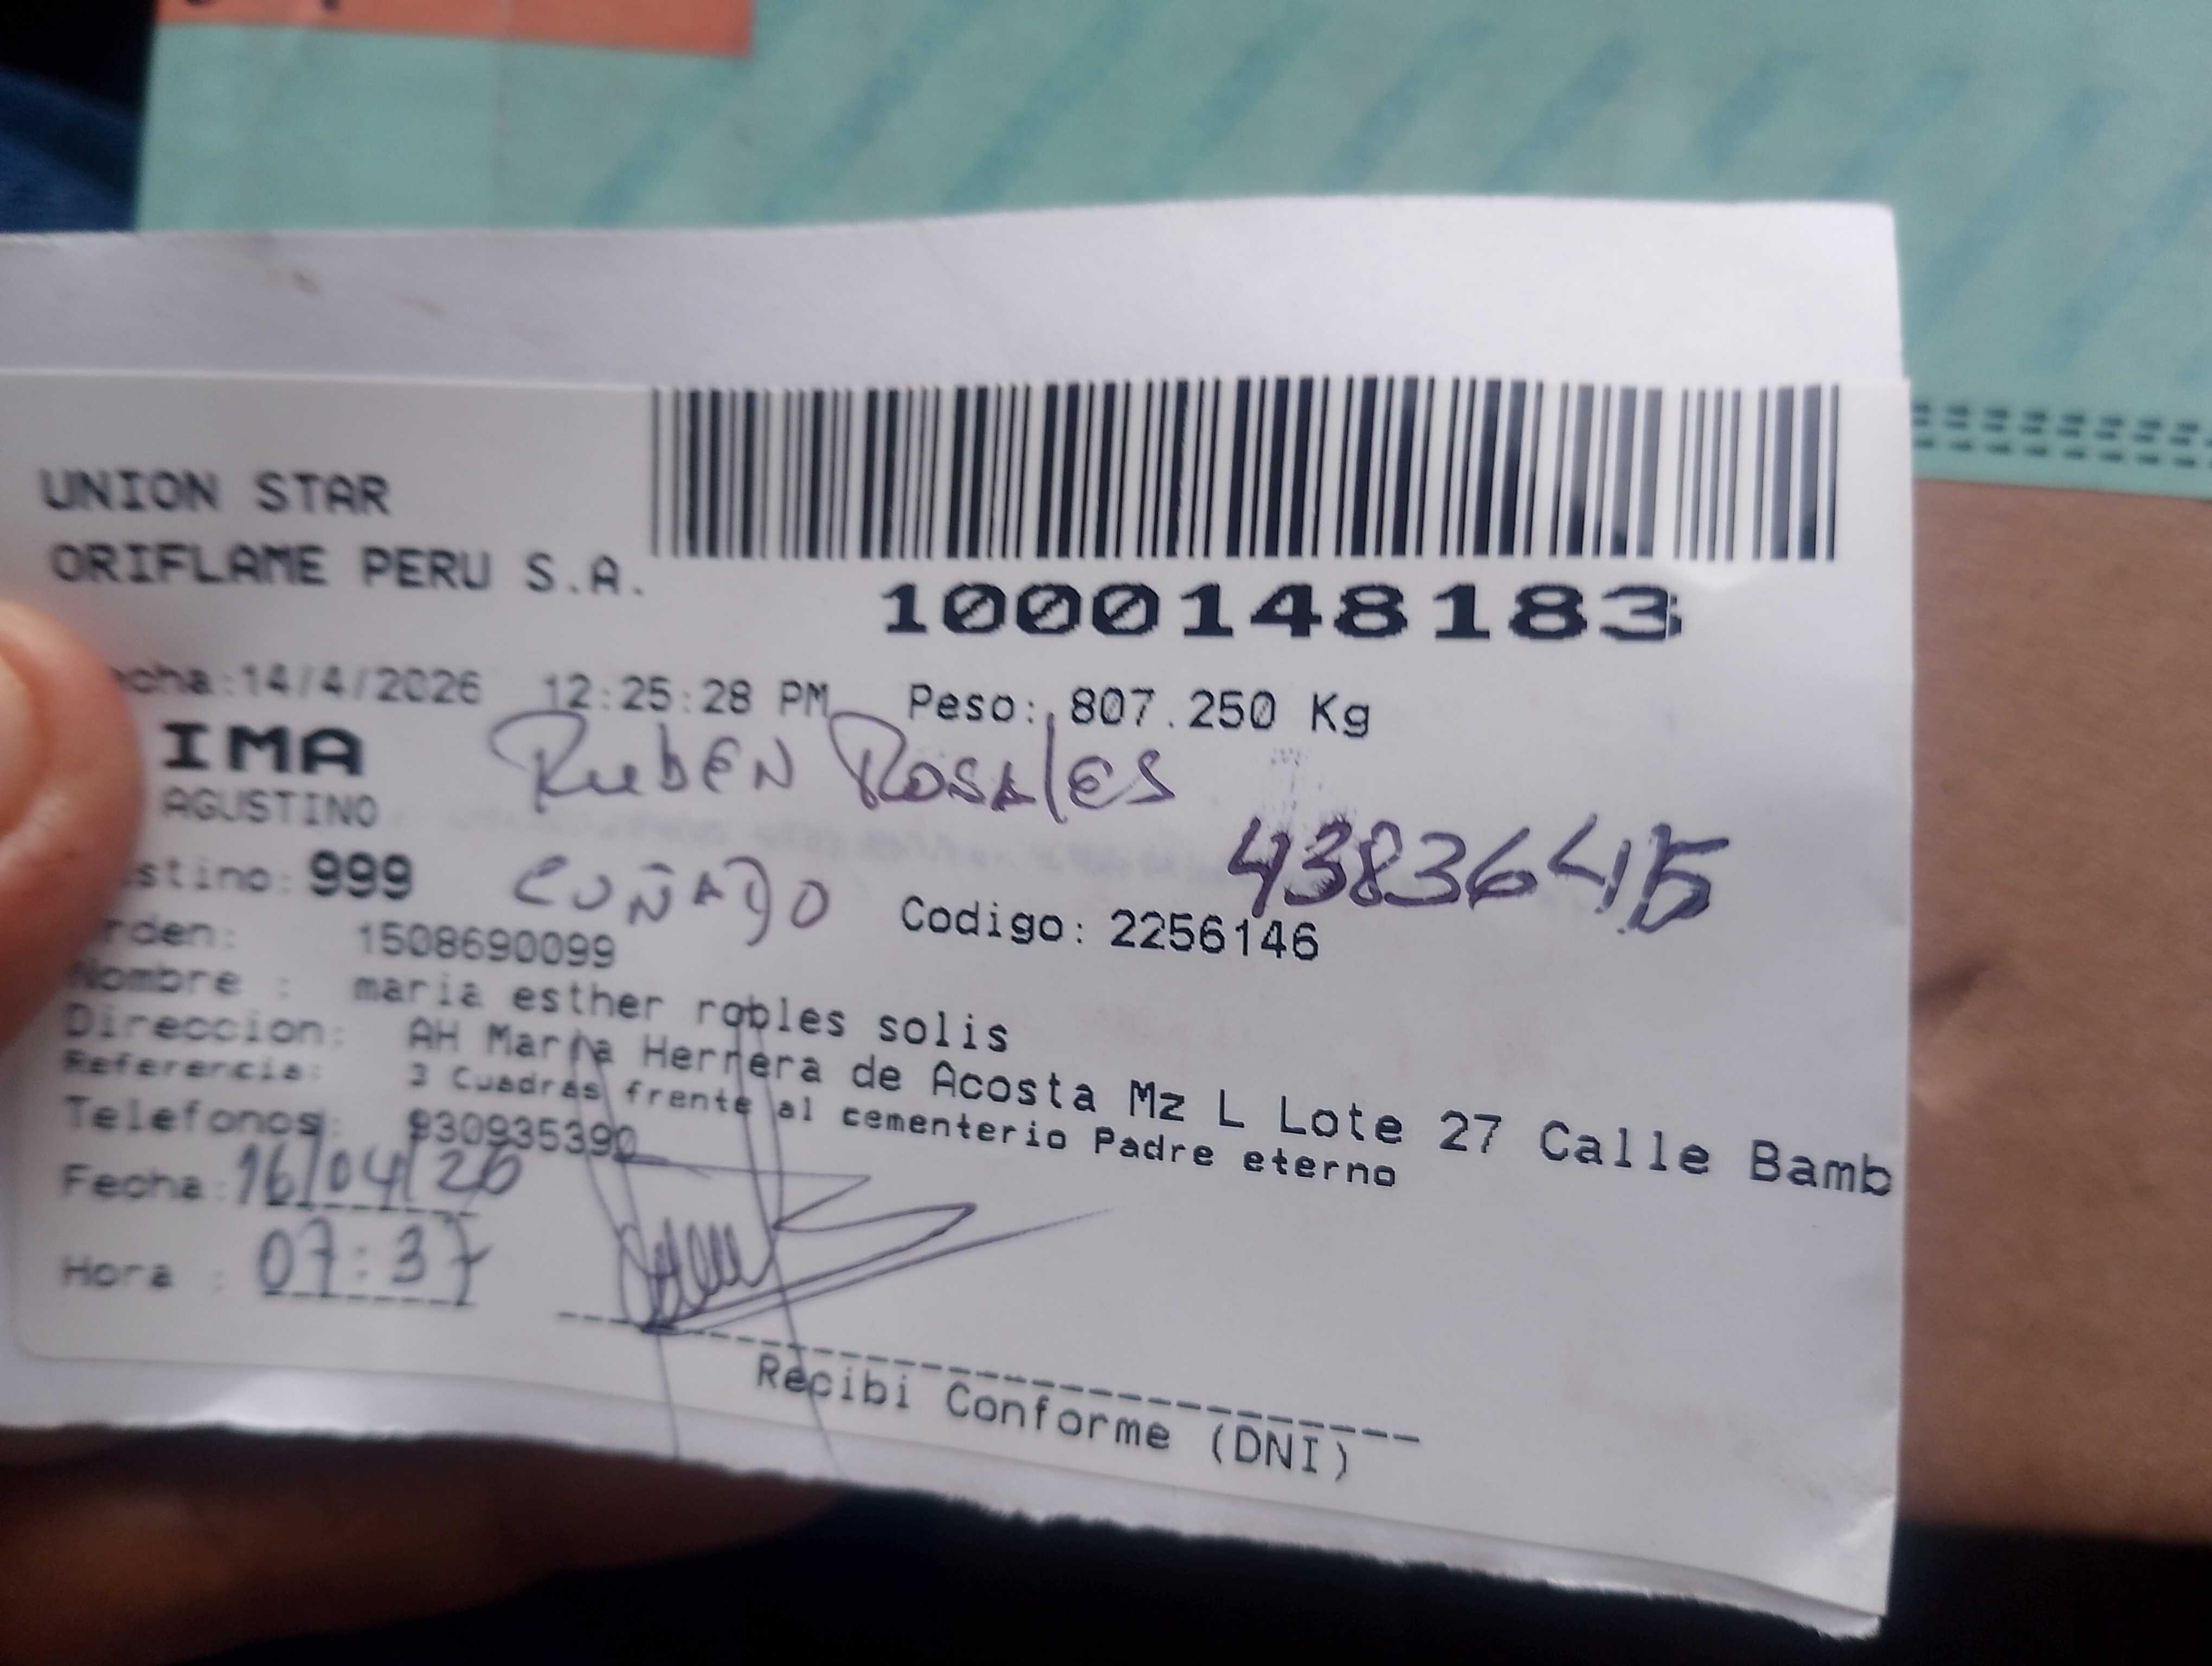 UNION STAR
ORIFLAME PERU S.A.
1000148183
echa:14/4/2026 12:25:28 PM Peso: 807.250 Kg
IMA
RubEN ROSAlES
AGUSTINO
43836415
stino: 999
CUÑADO
rden: 1508690099 Codigo: 2256146
Nombre : maria esther robles solis
Direccion: AH Maria Herrera de Acosta Mz L Lote 27 Calle Bamb
Referencia: 3 Cuadras frente al cementerio Padre eterno
Telefonos: 930935390
Fecha: 16/04/26
Hora : 07:37
Recibi Conforme (DNI)